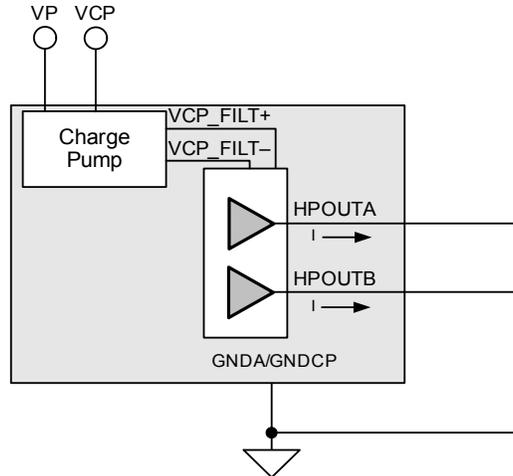 VP VCP
Charge
Pump
VCP_FILT+
VCP_FILT–
HPOUTA
I
HPOUTB
I
GNDA/GNDCP